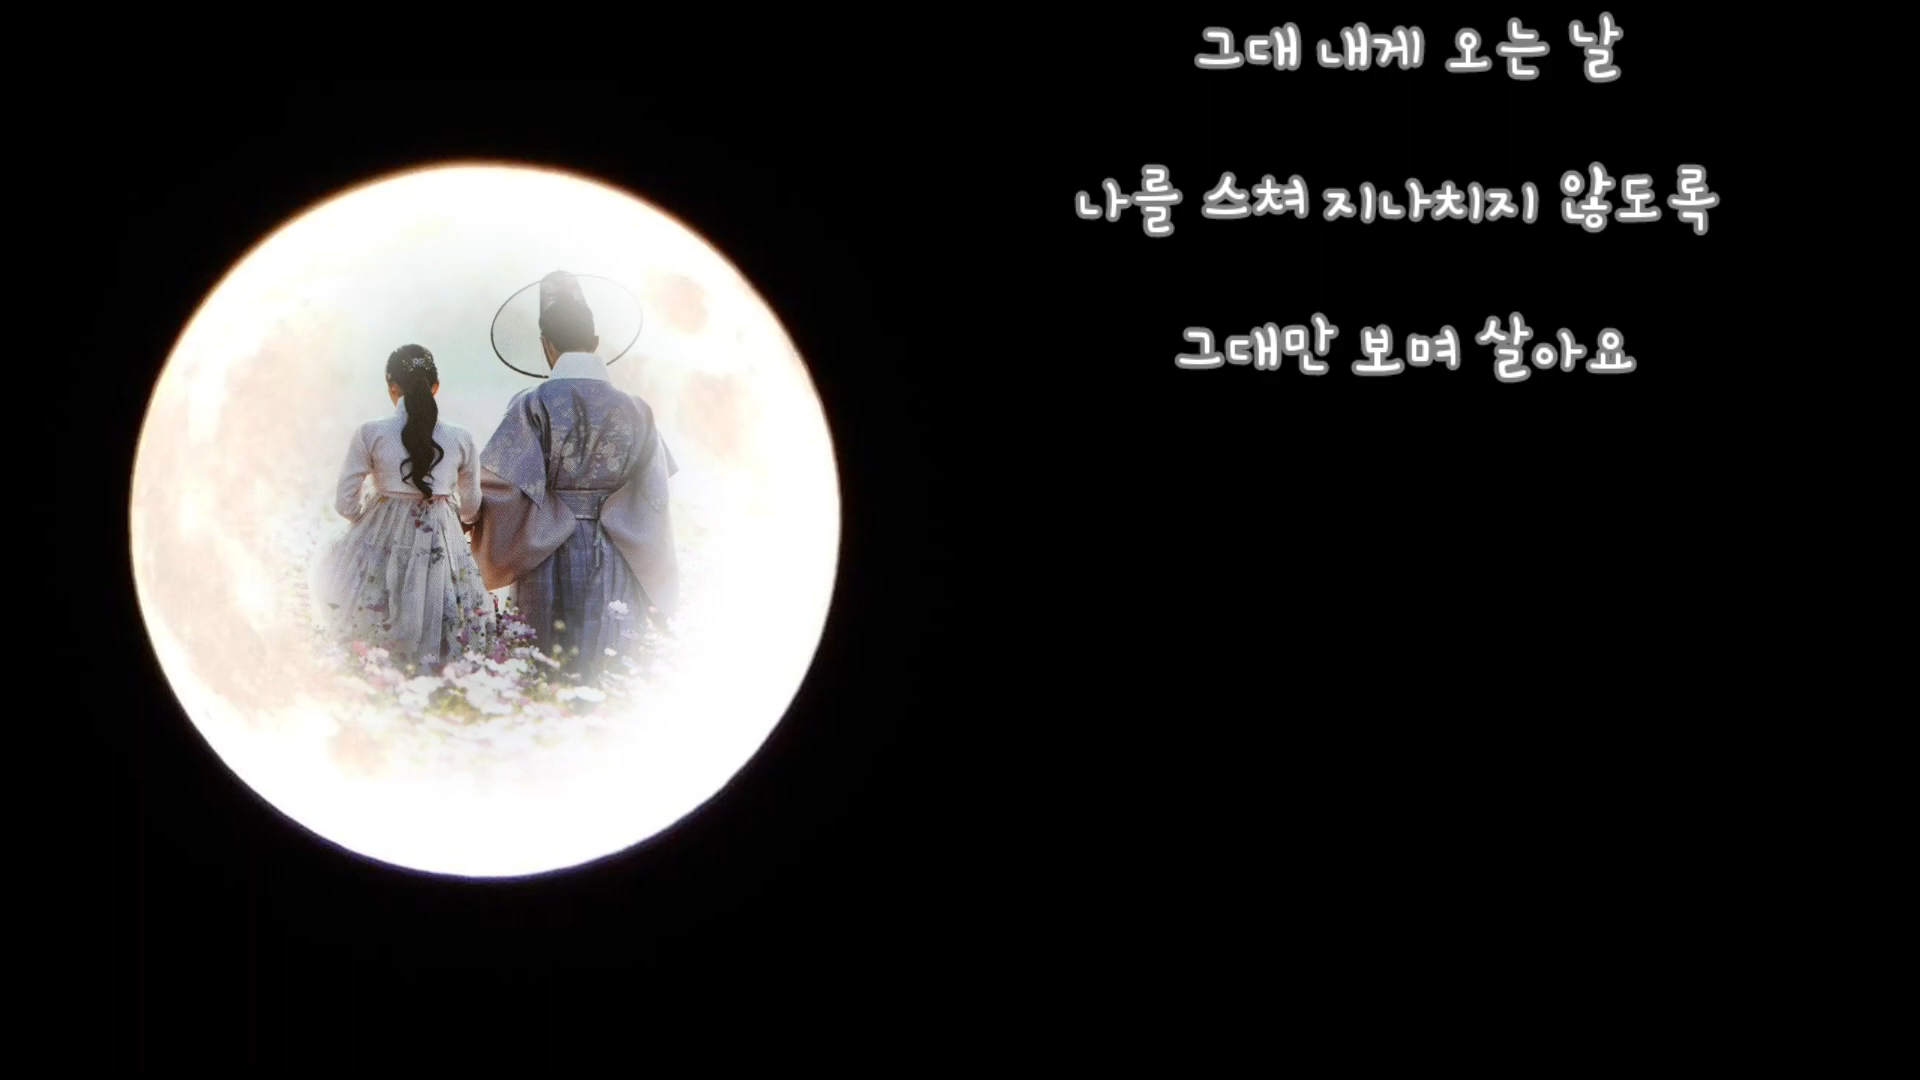 그대 내게 오는 날
나를 스쳐 지나치지 않도록
그대만 보며 살아요